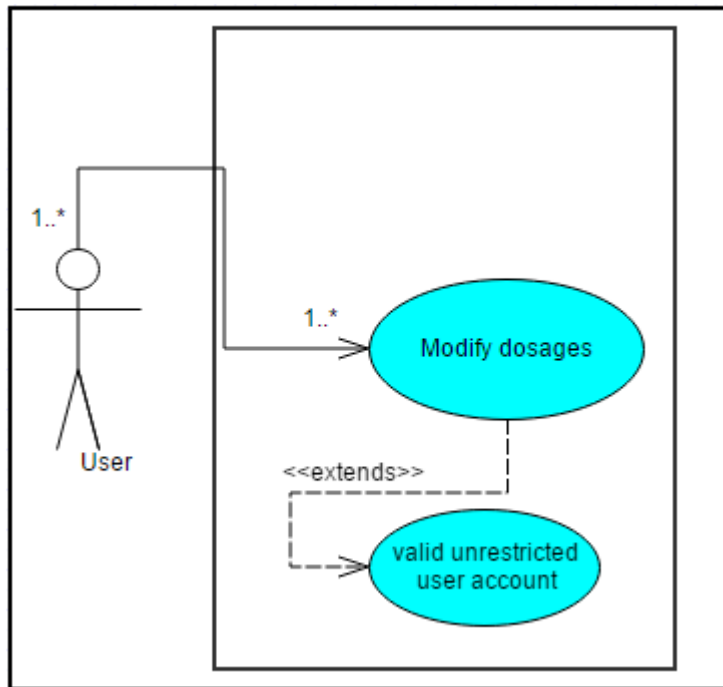 1..*
1..*
Modify dosages
User
<<extends>>
valid unrestricted
user account